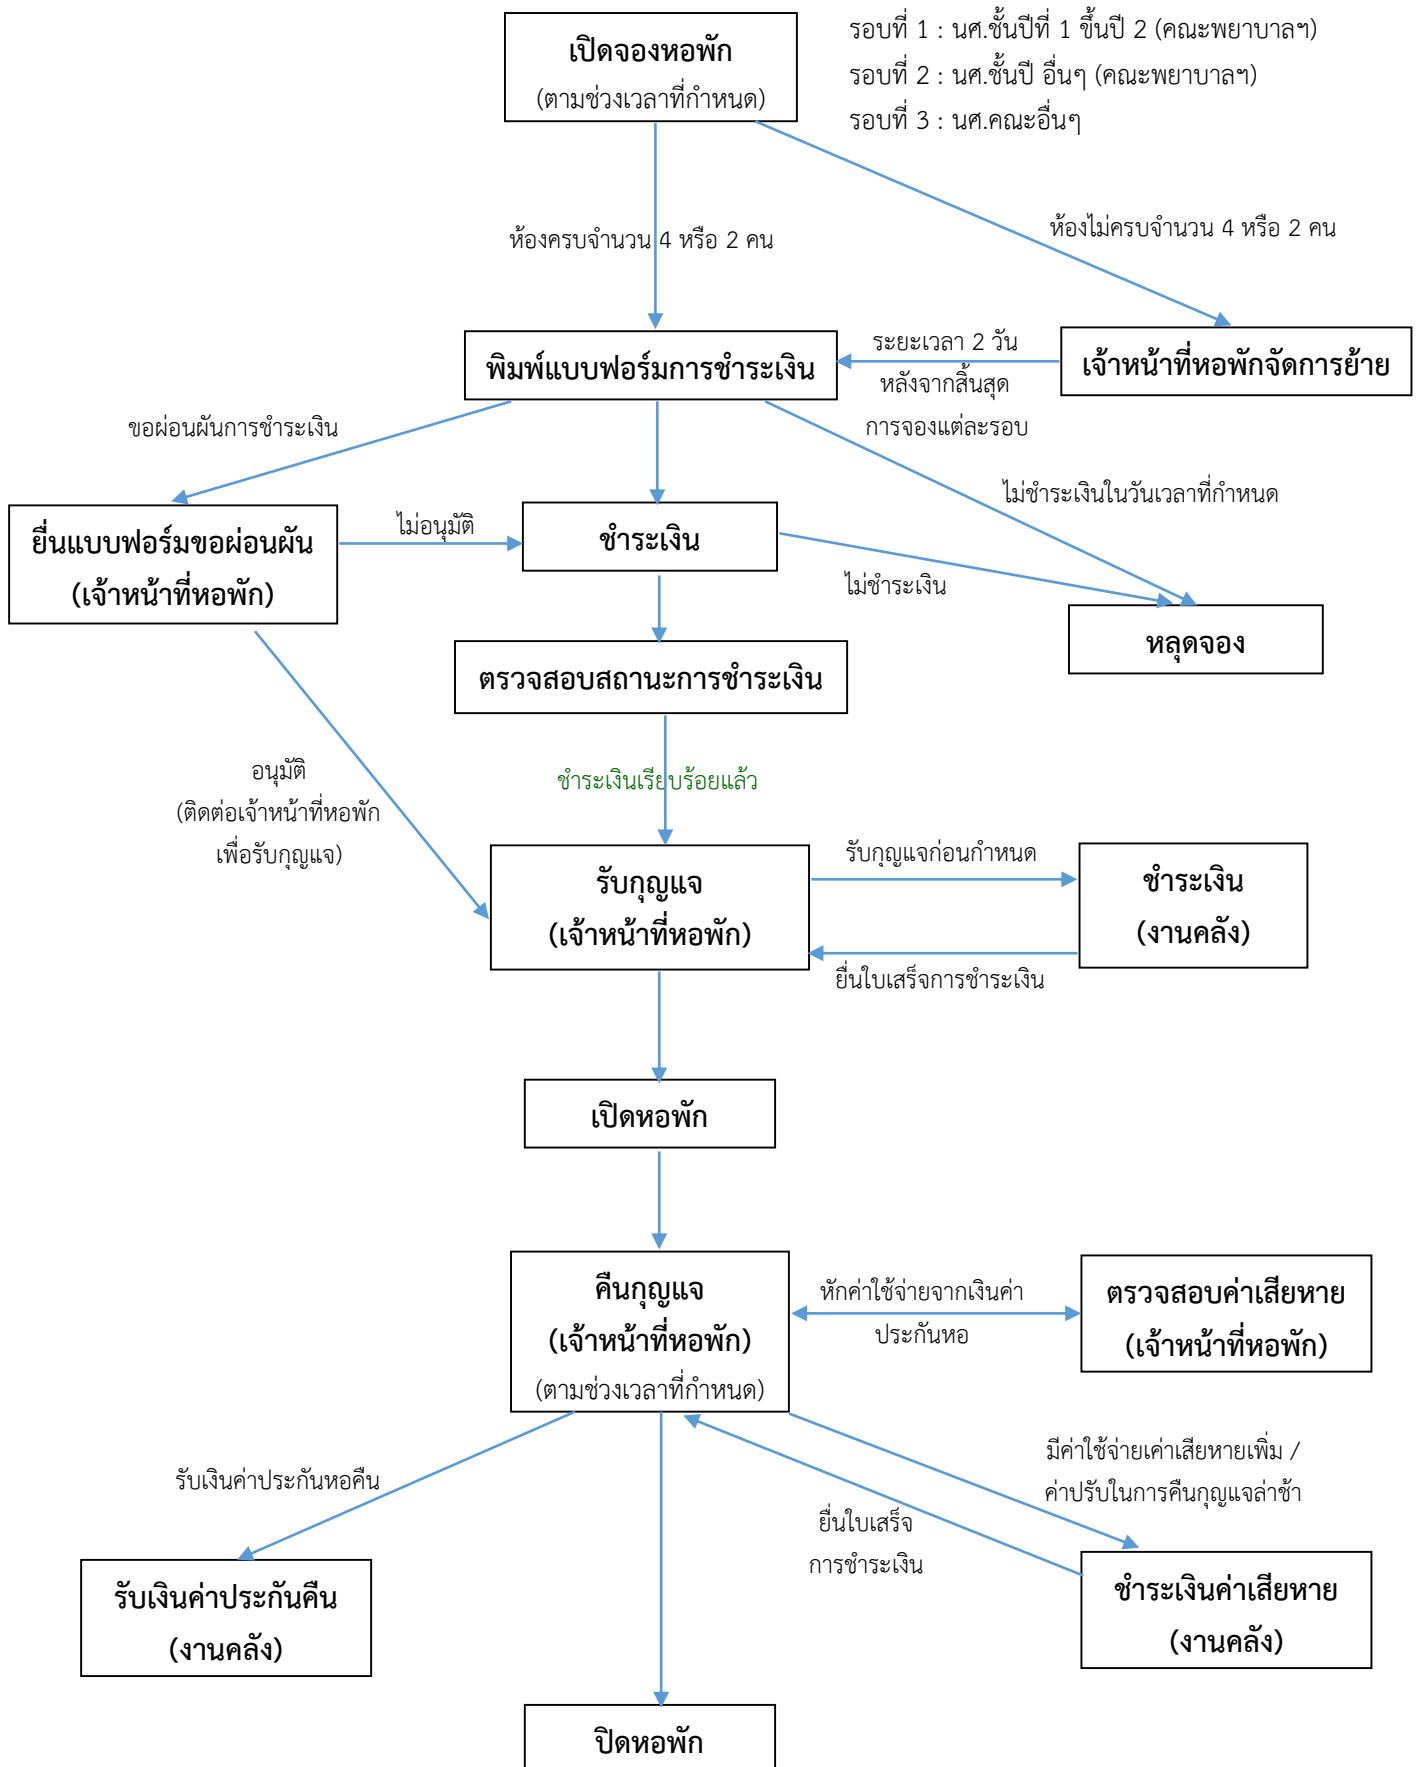 เปิดจองหอพัก
(ตามช่วงเวลาที่กำหนด)
รอบที่ 1 : นศ.ชั้นปีที่ 1 ขึ้นปี 2 (คณะพยาบาลฯ)
รอบที่ 2 : นศ.ชั้นปี อื่นๆ (คณะพยาบาลฯ)
รอบที่ 3 : นศ.คณะอื่นๆ
ห้องครบจำนวน 4 หรือ 2 คน
ห้องไม่ครบจำนวน 4 หรือ 2 คน
พิมพ์แบบฟอร์มการชำระเงิน
ระยะเวลา 2 วัน
หลังจากสิ้นสุด
การจองแต่ละรอบ
เจ้าหน้าที่หอพักจัดการย้าย
ขอผ่อนผันการชำระเงิน
ไม่ชำระเงินในวันเวลาที่กำหนด
ยื่นแบบฟอร์มขอผ่อนผัน
(เจ้าหน้าที่หอพัก)
ไม่อนุมัติ
ชำระเงิน
ไม่ชำระเงิน
หลุดจอง
ตรวจสอบสถานะการชำระเงิน
อนุมัติ
(ติดต่อเจ้าหน้าที่หอพัก
เพื่อรับกุญแจ)
ชำระเงินเรียบร้อยแล้ว
รับกุญแจ
(เจ้าหน้าที่หอพัก)
รับกุญแจก่อนกำหนด
ยื่นใบเสร็จการชำระเงิน
ชำระเงิน
(งานคลัง)
เปิดหอพัก
คืนกุญแจ
(เจ้าหน้าที่หอพัก)
(ตามช่วงเวลาที่กำหนด)
หักค่าใช้จ่ายจากเงินค่า
ประกันหอ
ตรวจสอบค่าเสียหาย
(เจ้าหน้าที่หอพัก)
รับเงินค่าประกันหอคืน
มีค่าใช้จ่ายเค่าเสียหายเพิ่ม /
ค่าปรับในการคืนกุญแจล่าช้า
ยื่นใบเสร็จ
การชำระเงิน
รับเงินค่าประกันคืน
(งานคลัง)
ชำระเงินค่าเสียหาย
(งานคลัง)
ปิดหอพัก